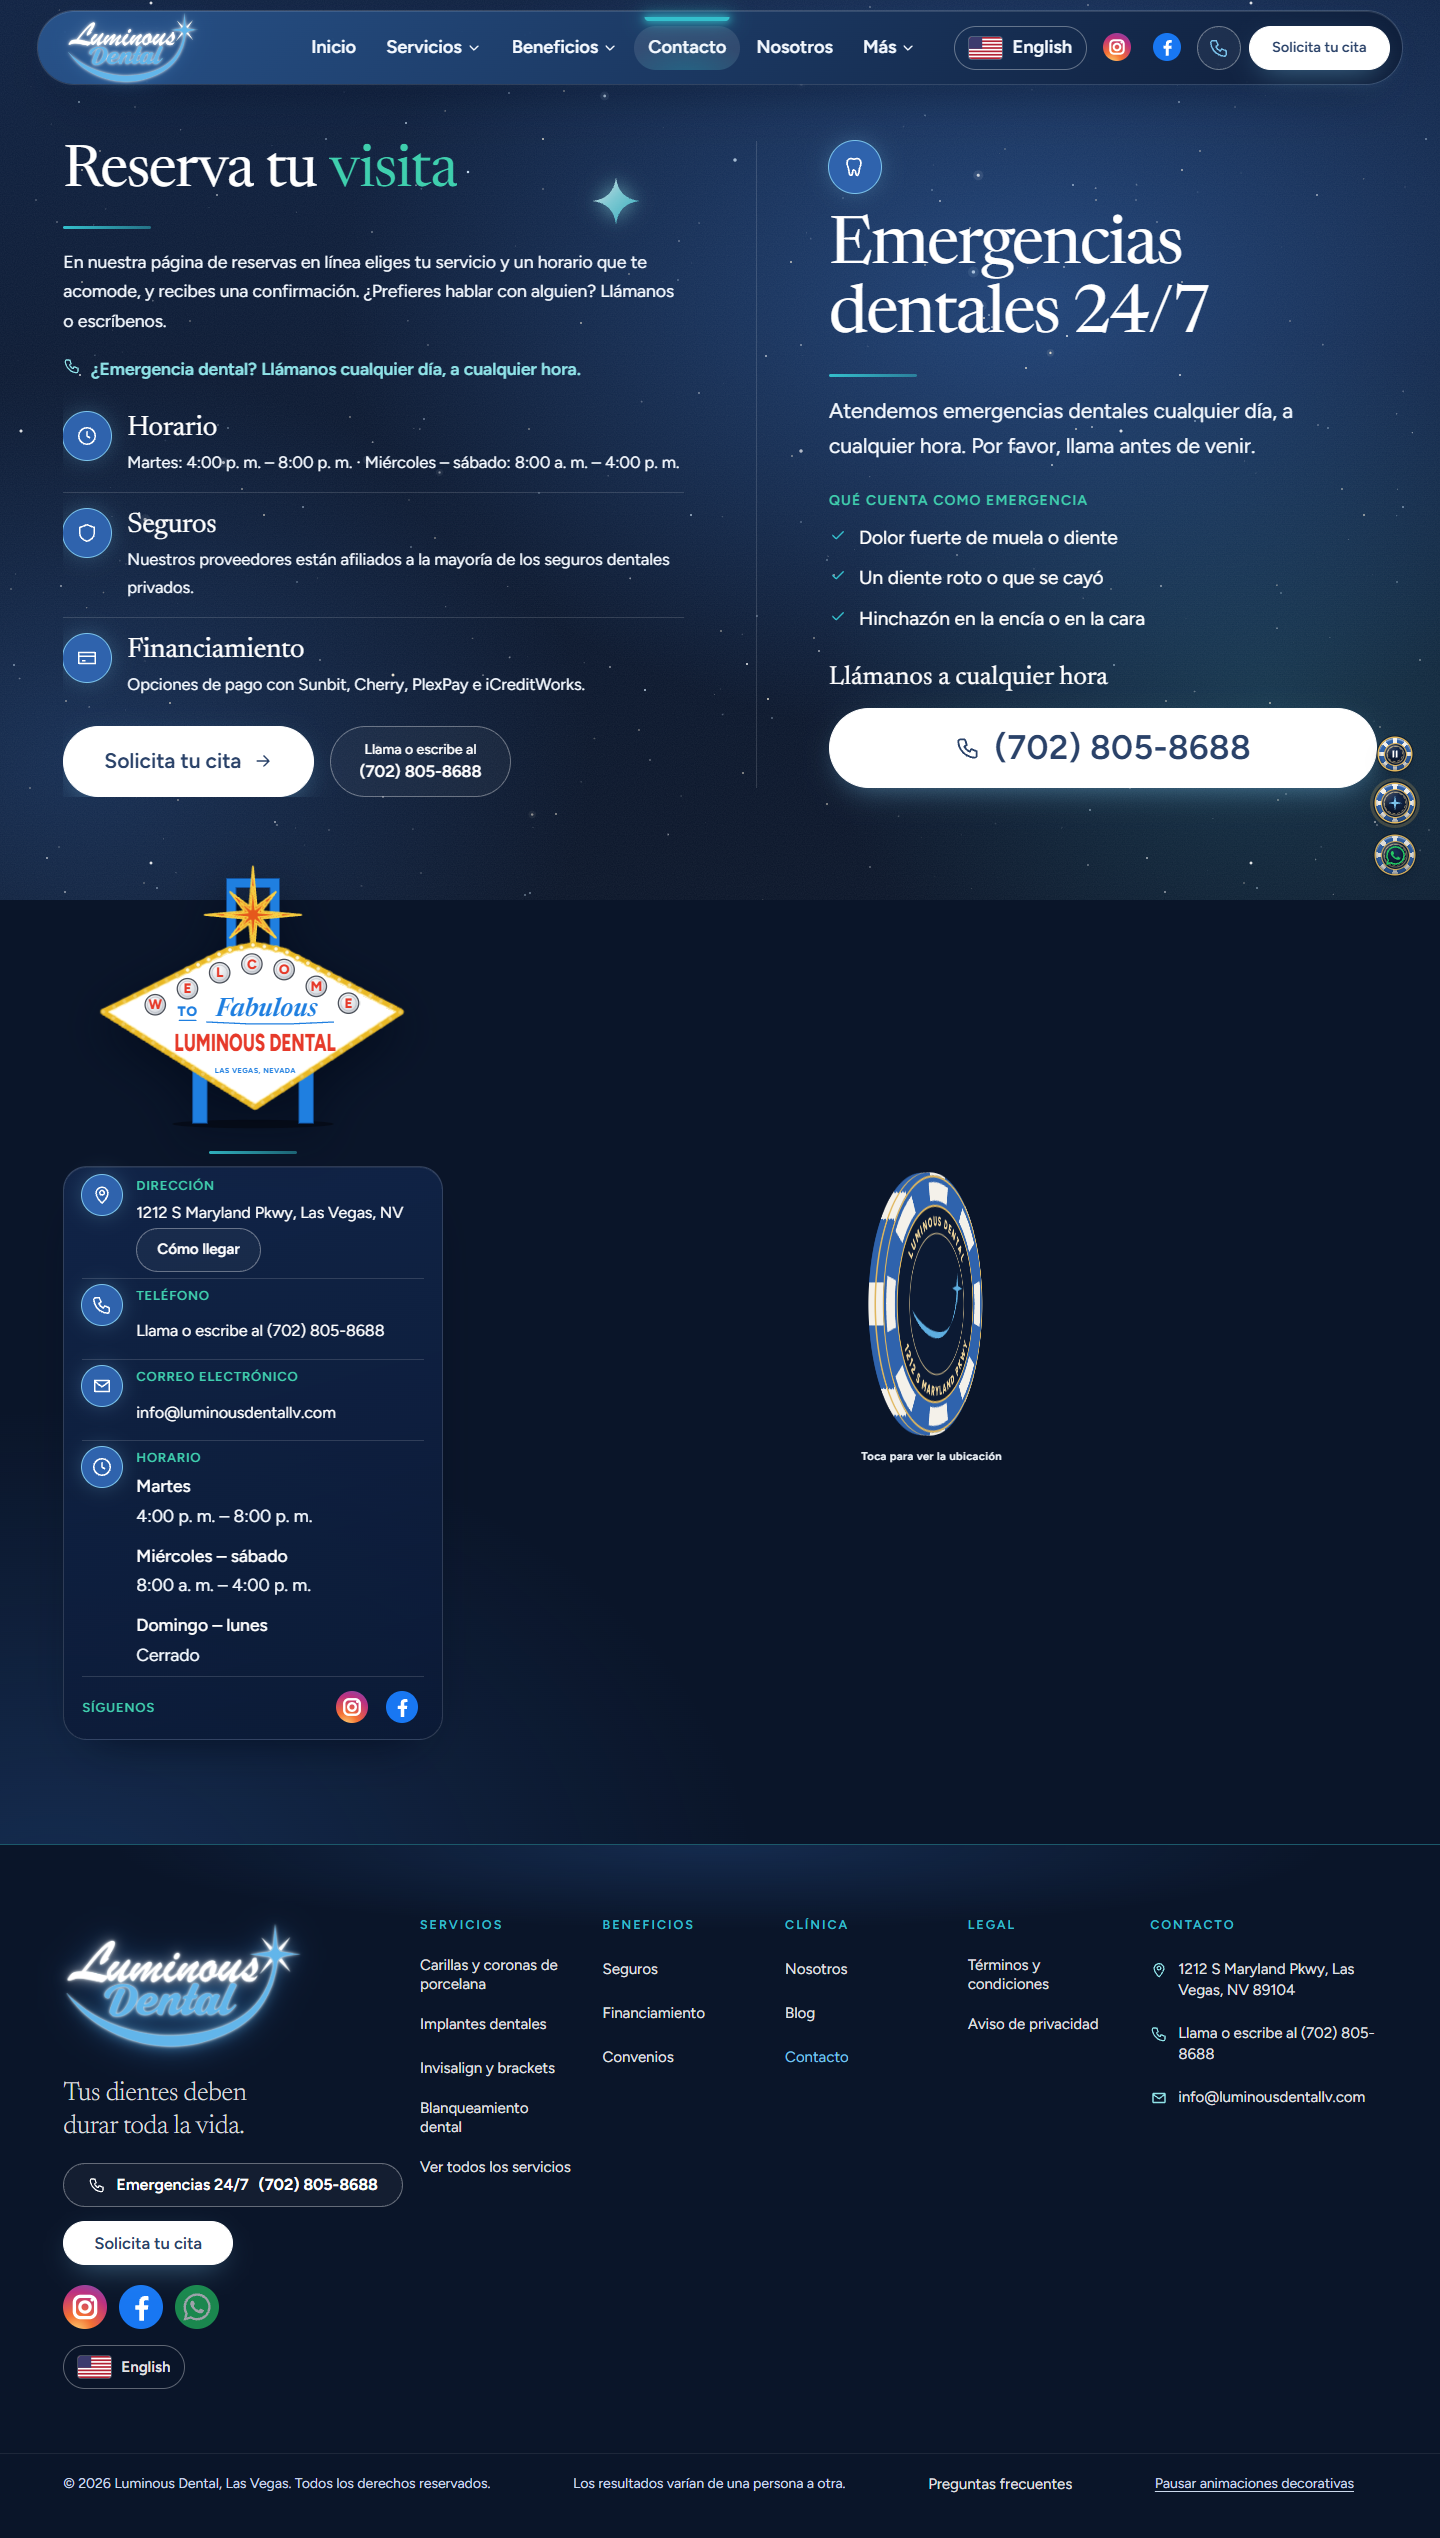 Luminous
Dental
Inicio
Servicios
Beneficios
Contacto
Nosotros
Más
English
Solicita tu cita
Reserva tu visita
En nuestra página de reservas en línea eliges tu servicio y un horario que te
acomode, y recibes una confirmación. ¿Prefieres hablar con alguien? Llámanos
o escríbenos.
¿Emergencia dental? Llámanos cualquier día, a cualquier hora.
Horario
Martes: 4:00 p. m. – 8:00 p. m. · Miércoles – sábado: 8:00 a. m. – 4:00 p. m.
Seguros
Nuestros proveedores están afiliados a la mayoría de los seguros dentales
privados.
Financiamiento
Opciones de pago con Sunbit, Cherry, PlexPay e iCreditWorks.
Solicita tu cita
Llama o escribe al
(702) 805-8688
Emergencias
dentales 24/7
Atendemos emergencias dentales cualquier día, a
cualquier hora. Por favor, llama antes de venir.
QUÉ CUENTA COMO EMERGENCIA
Dolor fuerte de muela o diente
Un diente roto o que se cayó
Hinchazón en la encía o en la cara
Llámanos a cualquier hora
(702) 805-8688
WELCOME
TO Fabulous
LUMINOUS DENTAL
LAS VEGAS, NEVADA
DIRECCIÓN
1212 S Maryland Pkwy, Las Vegas, NV
Cómo llegar
TELÉFONO
Llama o escribe al (702) 805-8688
CORREO ELECTRÓNICO
info@luminousdentallv.com
HORARIO
Martes
4:00 p. m. – 8:00 p. m.
Miércoles – sábado
8:00 a. m. – 4:00 p. m.
Domingo – lunes
Cerrado
SÍGUENOS
LUMINOUS DENTAL
1212 S MARYLAND PKWY
Toca para ver la ubicación
Luminous
Dental
Tus dientes deben
durar toda la vida.
Emergencias 24/7 (702) 805-8688
Solicita tu cita
English
SERVICIOS
Carillas y coronas de
porcelana
Implantes dentales
Invisalign y brackets
Blanqueamiento
dental
Ver todos los servicios
BENEFICIOS
Seguros
Financiamiento
Convenios
CLÍNICA
Nosotros
Blog
Contacto
LEGAL
Términos y
condiciones
Aviso de privacidad
CONTACTO
1212 S Maryland Pkwy, Las
Vegas, NV 89104
Llama o escribe al (702) 805-
8688
info@luminousdentallv.com
© 2026 Luminous Dental, Las Vegas. Todos los derechos reservados.
Los resultados varían de una persona a otra.
Preguntas frecuentes
Pausar animaciones decorativas